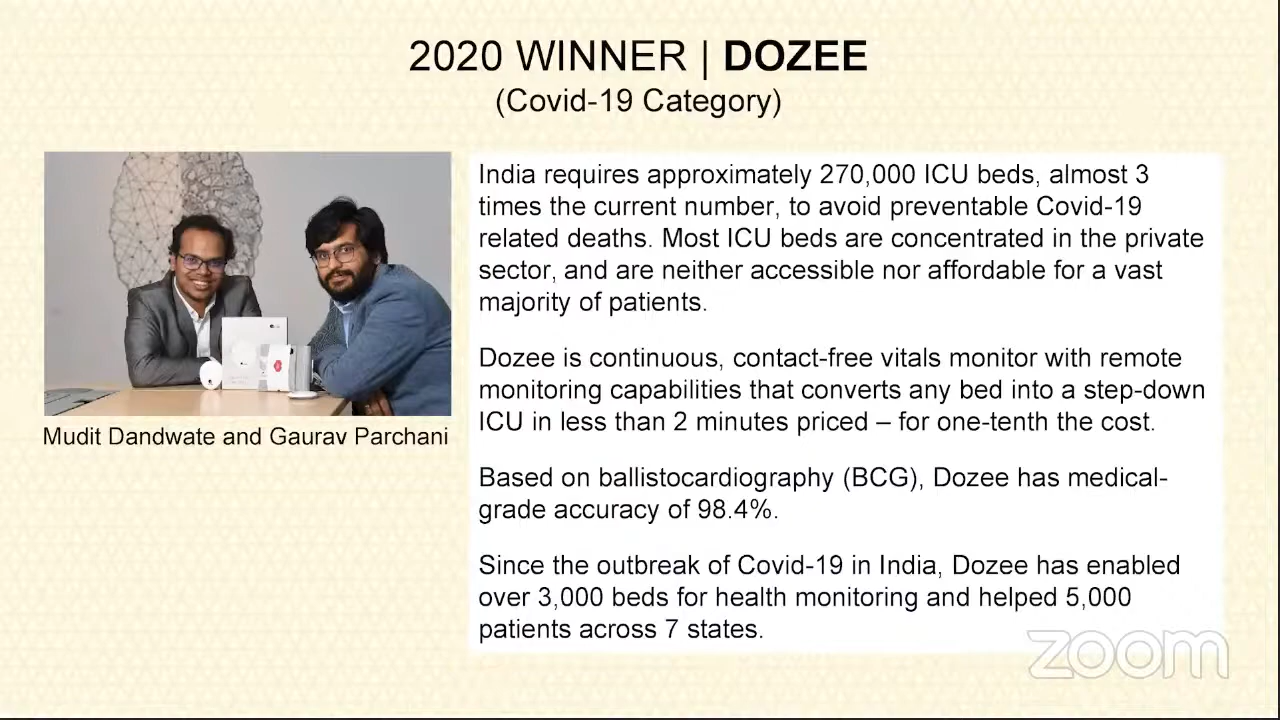 2020 WINNER | DOZEE
(Covid-19 Category)
Mudit Dandwate and Gaurav Parchani
India requires approximately 270,000 ICU beds, almost 3
times the current number, to avoid preventable Covid-19
related deaths. Most ICU beds are concentrated in the private
sector, and are neither accessible nor affordable for a vast
majority of patients.
Dozee is continuous, contact-free vitals monitor with remote
monitoring capabilities that converts any bed into a step-down
ICU in less than 2 minutes priced – for one-tenth the cost.
Based on ballistocardiography (BCG), Dozee has medical-
grade accuracy of 98.4%.
Since the outbreak of Covid-19 in India, Dozee has enabled
over 3,000 beds for health monitoring and helped 5,000
patients across 7 states.
zoom